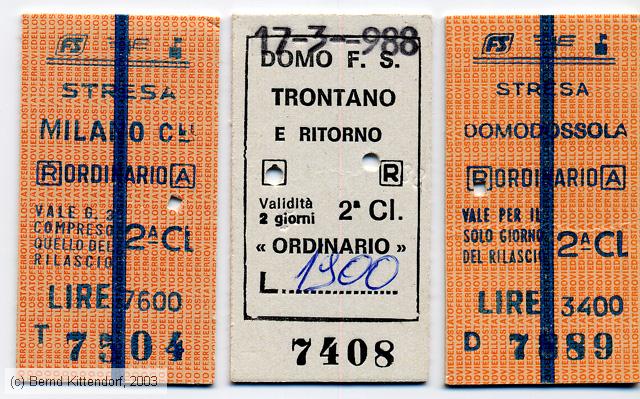 FS
STRESA
MILANO C LI
R ORDINARIO A
VALE G. 3
COMPRESO
QUELLO DEL
RILASCIO
2ª Cl
LIRE 7600
T 7504
17-3-988
DOMO F. S.
TRONTANO
E RITORNO
R
Validità
2 giorni
2ª Cl.
« ORDINARIO »
L. 1900
7408
FS
STRESA
DOMODOSSOLA
R ORDINARIO A
VALE PER IL
SOLO GIORNO
DEL RILASCIO
2ª Cl
LIRE 3400
D 7889
(c) Bernd Kittendorf, 2003